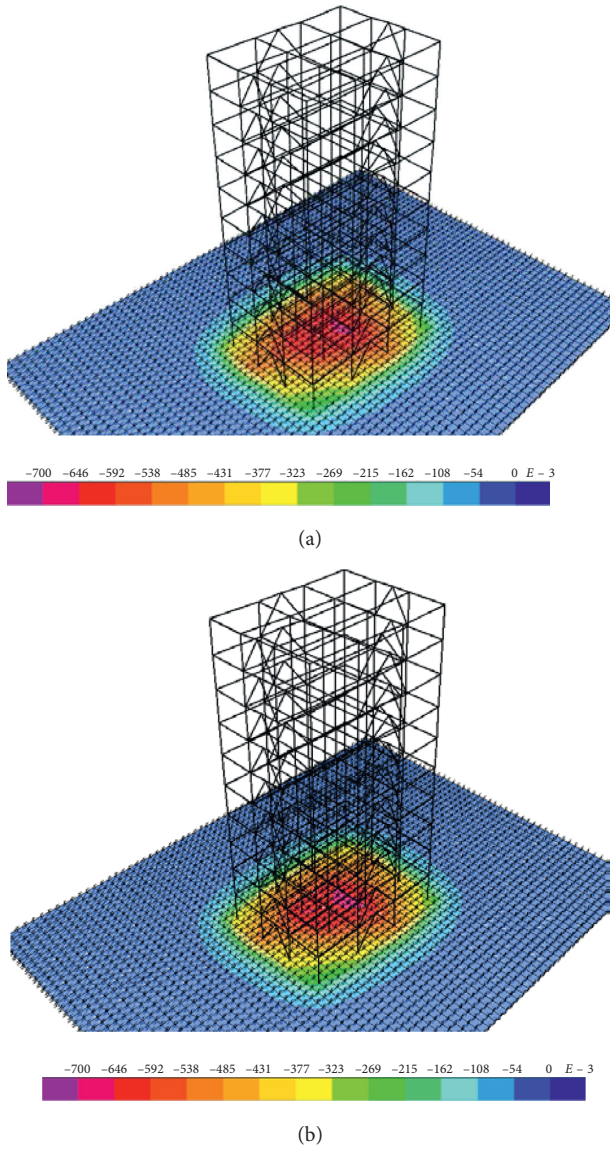 –700 –646 –592 –538 –485 –431 –377 –323 –269 –215 –162 –108 –54 0 E – 3
(a)
–700 –646 –592 –538 –485 –431 –377 –323 –269 –215 –162 –108 –54 0 E – 3
(b)